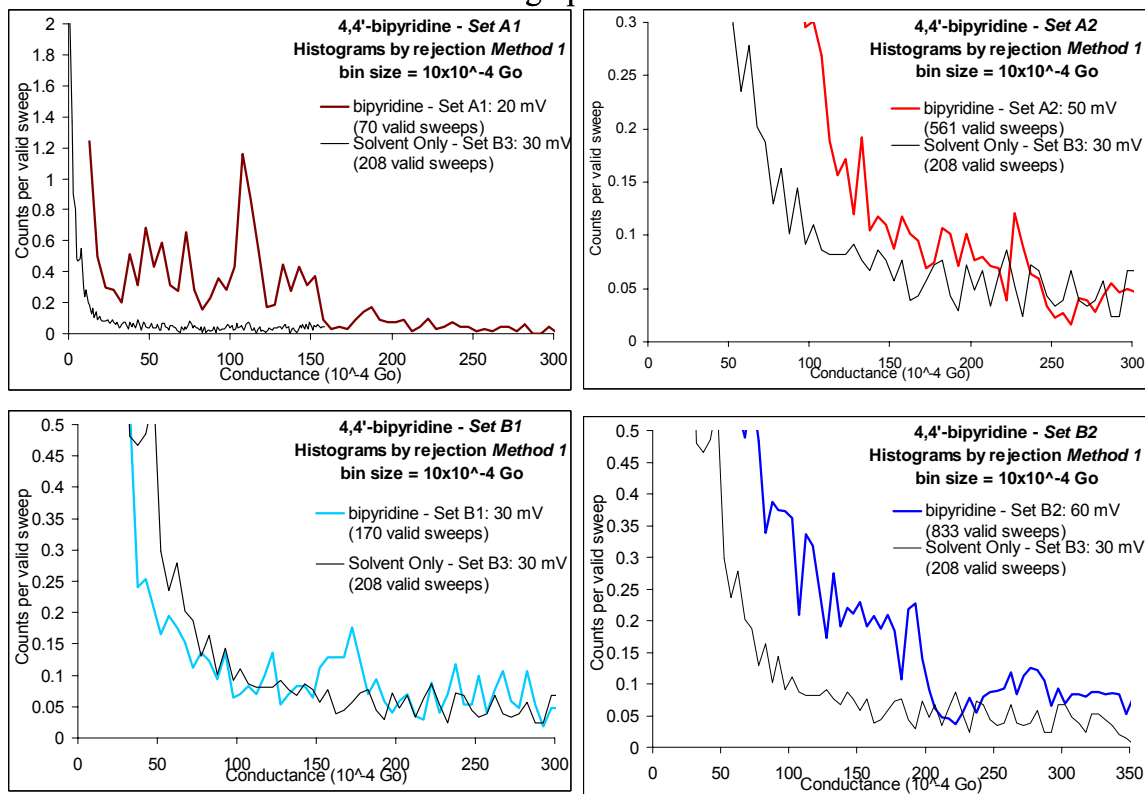 4,4'-bipyridine - Set A1
Histograms by rejection Method 1
bin size = 10x10^-4 Go
bipyridine - Set A1: 20 mV
(70 valid sweeps)
Solvent Only - Set B3: 30 mV
(208 valid sweeps)
Counts per valid sweep
2
1.8
1.6
1.4
1.2
1
0.8
0.6
0.4
0.2
0
0 50 100 150 200 250 300
Conductance (10^-4 Go)
4,4'-bipyridine - Set A2
Histograms by rejection Method 1
bin size = 10x10^-4 Go
bipyridine - Set A2: 50 mV
(561 valid sweeps)
Solvent Only - Set B3: 30 mV
(208 valid sweeps)
Counts per valid sweep
0.3
0.25
0.2
0.15
0.1
0.05
0
0 50 100 150 200 250 300
Conductance (10^-4 Go)
4,4'-bipyridine - Set B1
Histograms by rejection Method 1
bin size = 10x10^-4 Go
bipyridine - Set B1: 30 mV
(170 valid sweeps)
Solvent Only - Set B3: 30 mV
(208 valid sweeps)
Counts per valid sweep
0.5
0.45
0.4
0.35
0.3
0.25
0.2
0.15
0.1
0.05
0
0 50 100 150 200 250 300
Conductance (10^-4 Go)
4,4'-bipyridine - Set B2
Histograms by rejection Method 1
bin size = 10x10^-4 Go
bipyridine - Set B2: 60 mV
(833 valid sweeps)
Solvent Only - Set B3: 30 mV
(208 valid sweeps)
Counts per valid sweep
0.5
0.45
0.4
0.35
0.3
0.25
0.2
0.15
0.1
0.05
0
0 50 100 150 200 250 300 350
Conductance (10^-4 Go)